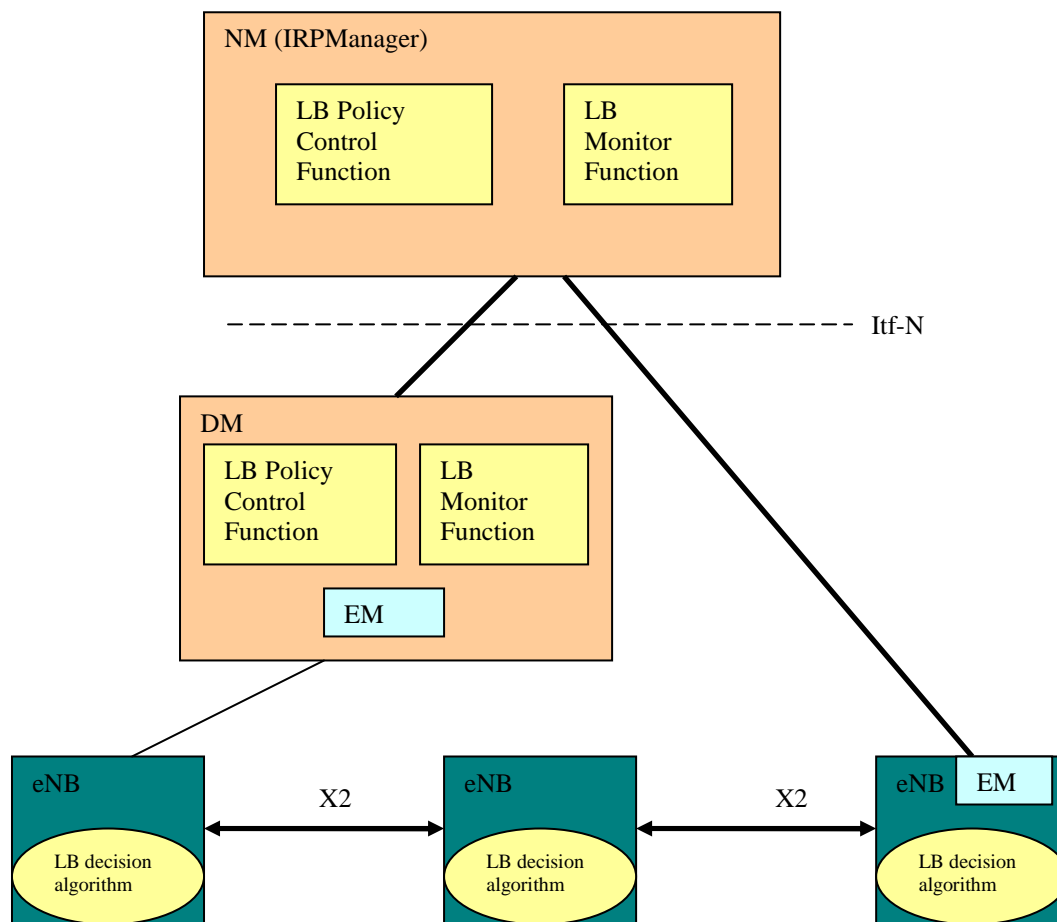 NM (IRPManager)
LB Policy
Control
Function
LB
Monitor
Function
Itf-N
DM
LB Policy
Control
Function
LB
Monitor
Function
EM
eNB
X2
eNB
X2
eNB
EM
LB decision
algorithm
LB decision
algorithm
LB decision
algorithm